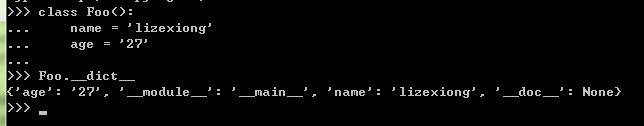 >>> class Foo():
...     name = 'lizexiong'
...     age = '27'
...
>>> Foo.__dict__
{'age': '27', '__module__': '__main__', 'name': 'lizexiong', '__doc__': None}
>>>